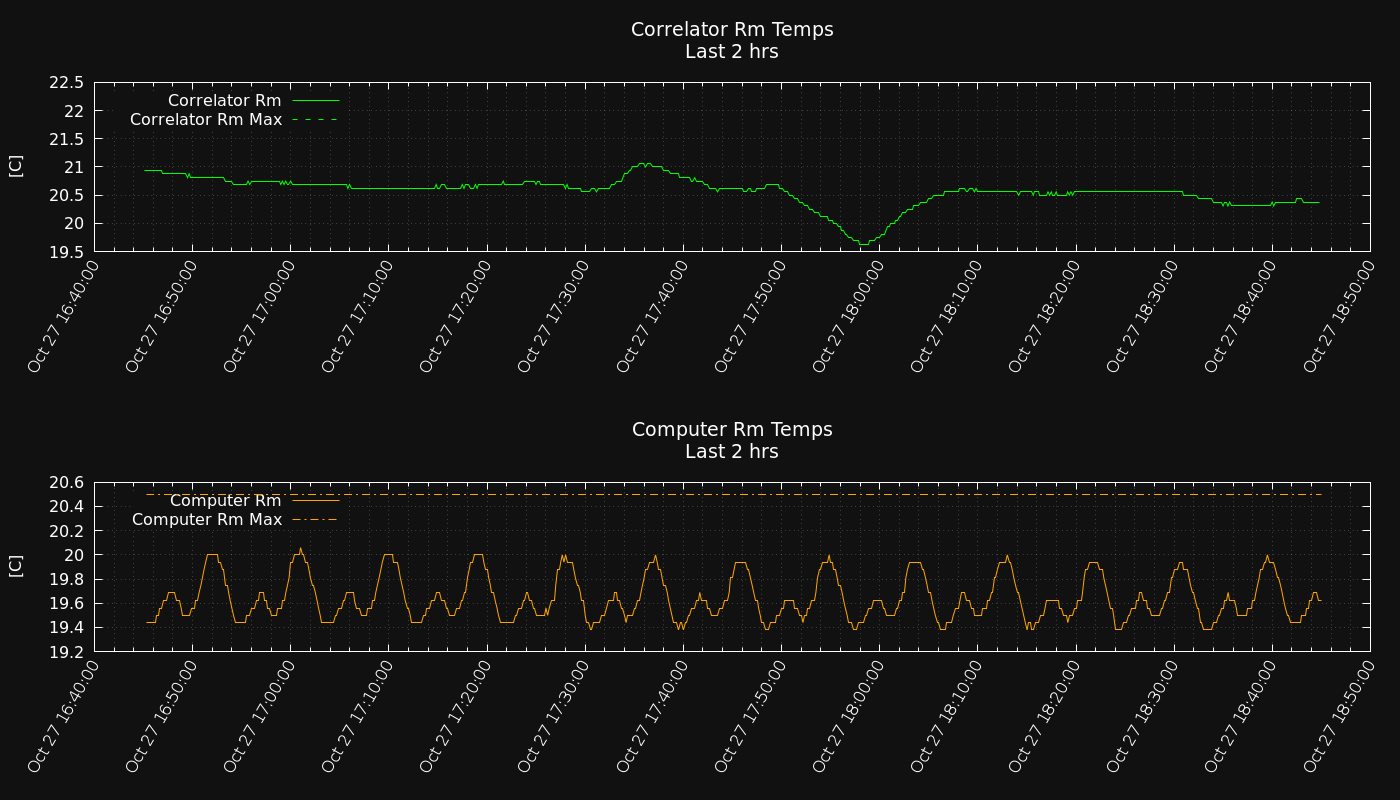 Correlator Rm Temps
Last 2 hrs
22.5
22
21.5
21
20.5
20
19.5
[C]
Correlator Rm
Correlator Rm Max
Oct 27 16:40:00
Oct 27 16:50:00
Oct 27 17:00:00
Oct 27 17:10:00
Oct 27 17:20:00
Oct 27 17:30:00
Oct 27 17:40:00
Oct 27 17:50:00
Oct 27 18:00:00
Oct 27 18:10:00
Oct 27 18:20:00
Oct 27 18:30:00
Oct 27 18:40:00
Oct 27 18:50:00
Computer Rm Temps
Last 2 hrs
20.6
20.4
20.2
20
19.8
19.6
19.4
19.2
[C]
Computer Rm
Computer Rm Max
Oct 27 16:40:00
Oct 27 16:50:00
Oct 27 17:00:00
Oct 27 17:10:00
Oct 27 17:20:00
Oct 27 17:30:00
Oct 27 17:40:00
Oct 27 17:50:00
Oct 27 18:00:00
Oct 27 18:10:00
Oct 27 18:20:00
Oct 27 18:30:00
Oct 27 18:40:00
Oct 27 18:50:00